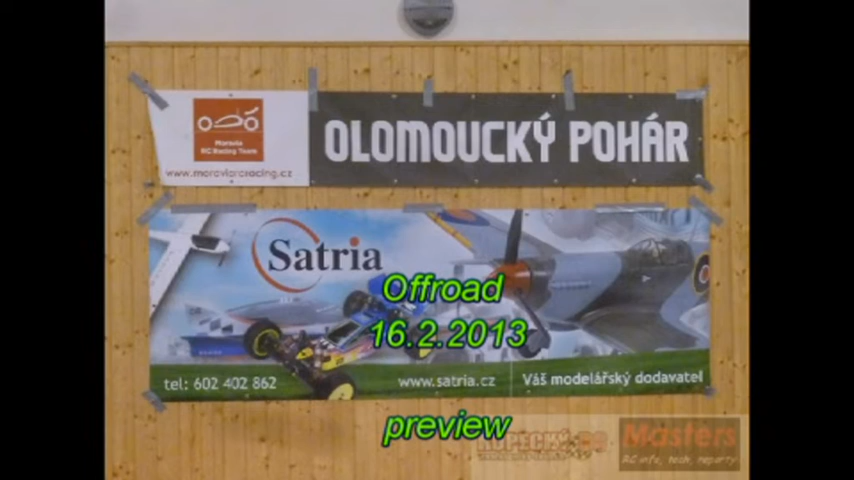 OLOMOUCKÝ POHÁR
Moravia
RC Racing Team
www.moraviarcracing.cz
Satria
Offroad
16.2.2013
tel: 602 402 862
www.satria.cz
Váš modelářský dodavatel
preview
Masters
RC info, tech, reporty